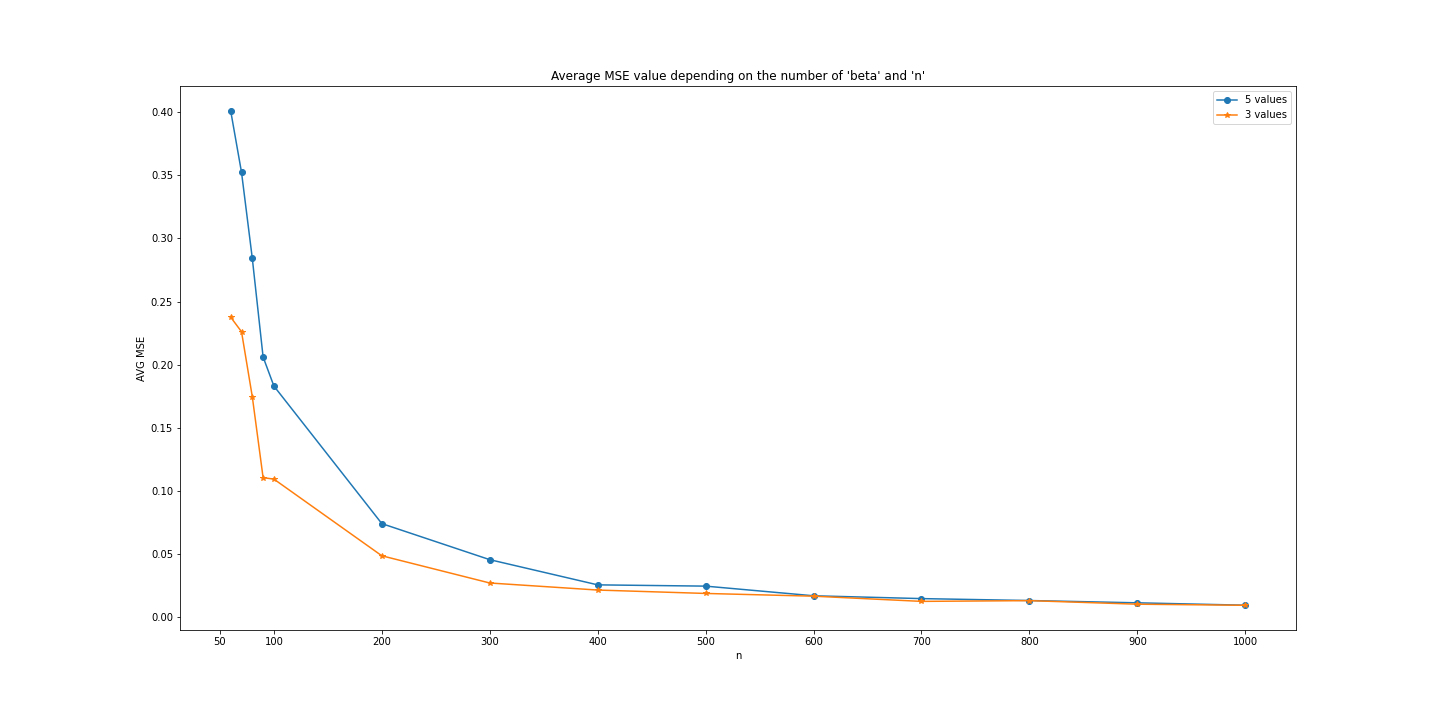 Average MSE value depending on the number of 'beta' and 'n'
5 values
3 values
0.40
0.35
0.30
0.25
0.20
0.15
0.10
0.05
0.00
AVG MSE
50 100 200 300 400 500 600 700 800 900 1000
n